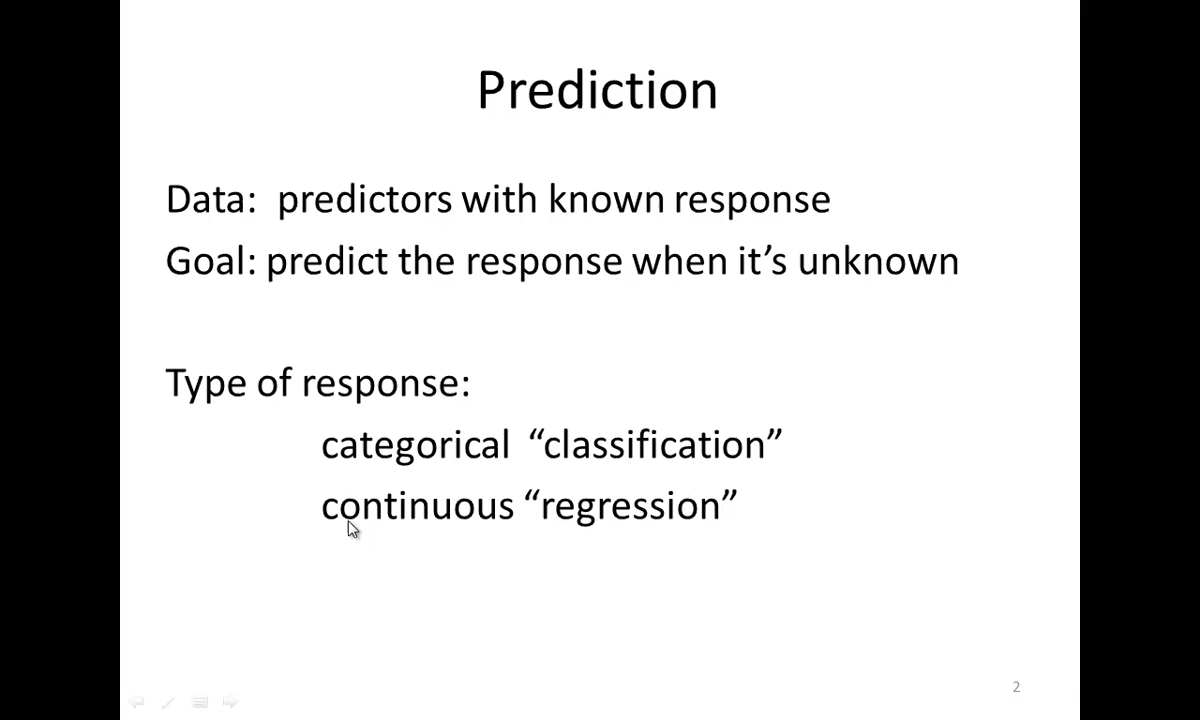 Prediction
Data:  predictors with known response
Goal: predict the response when it’s unknown
Type of response:
categorical  “classification”
continuous “regression”
2